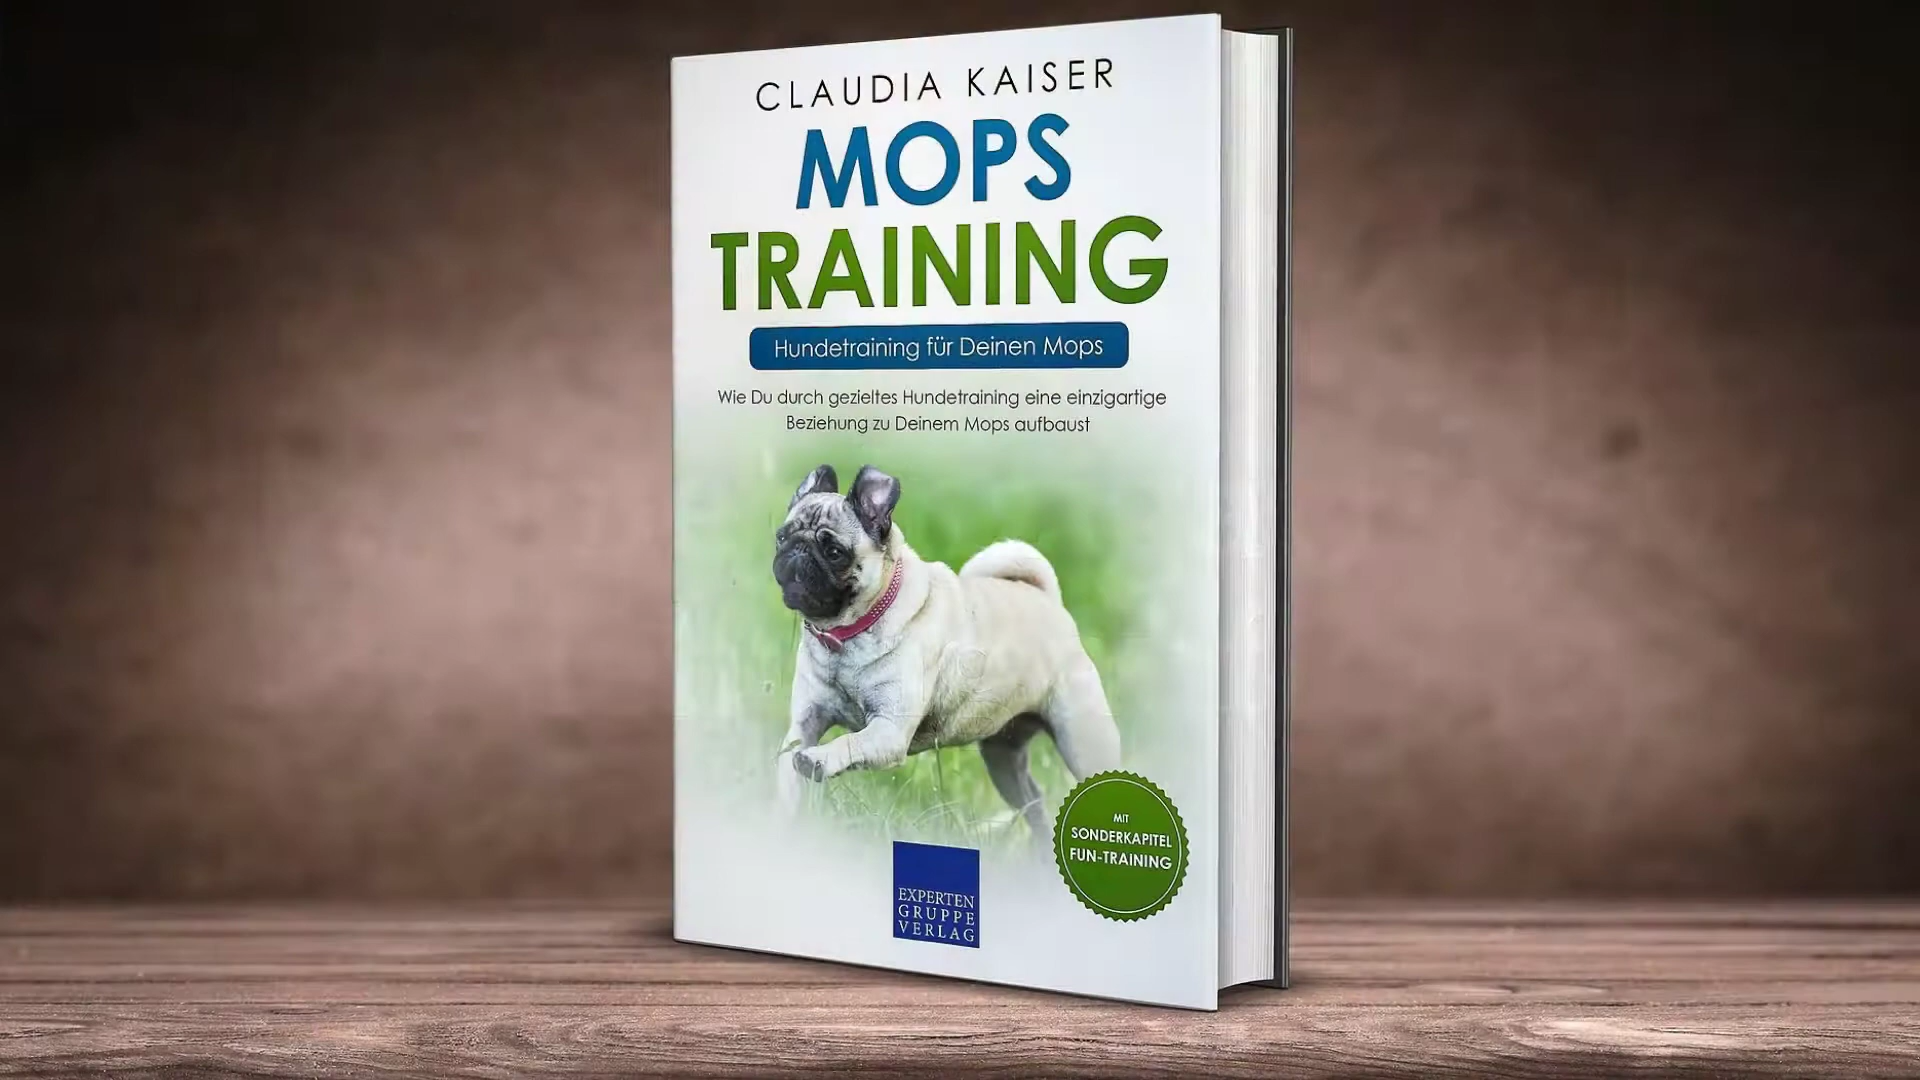 CLAUDIA KAISER
MOPS
TRAINING
Hundetraining für Deinen Mops
Wie Du durch gezieltes Hundetraining eine einzigartige
Beziehung zu Deinem Mops aufbaust
MIT
SONDERKAPITEL
FUN-TRAINING
EXPERTEN
GRUPPE
VERLAG